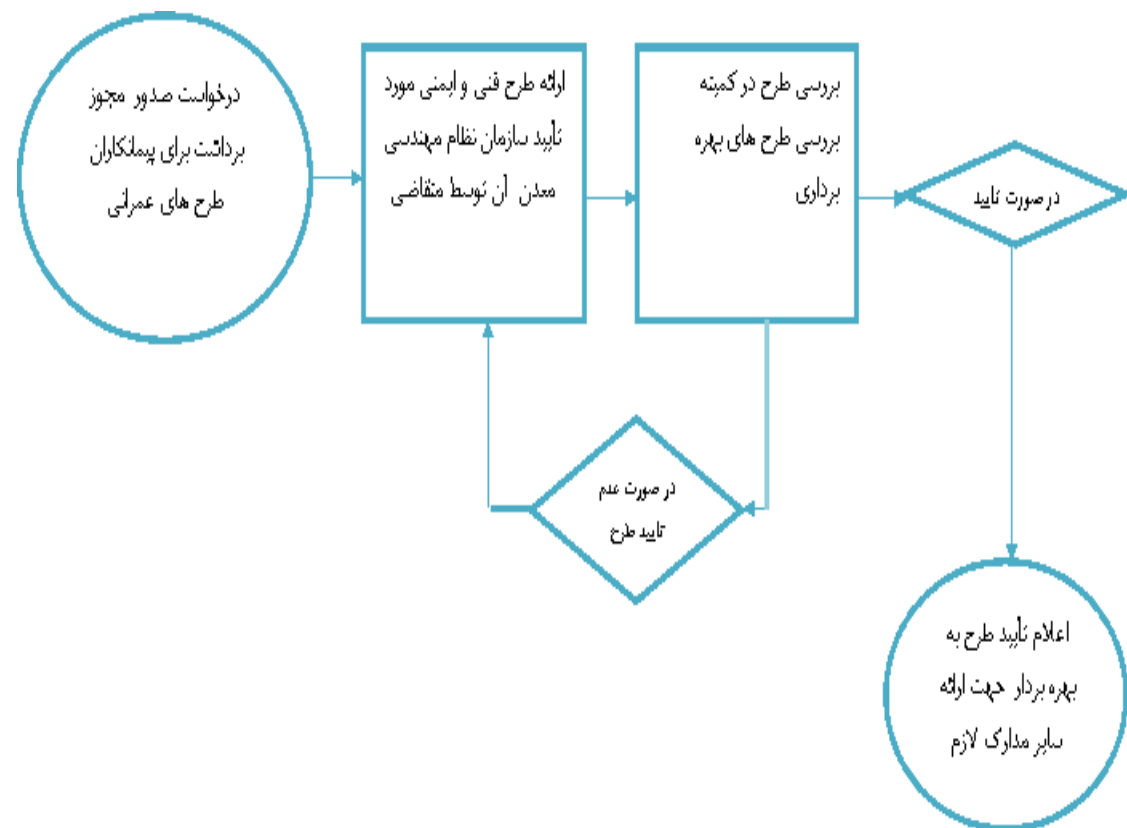 درخواست صدور مجوز
برداشت برای پیمانکاران
طرح های عمرانی
ارائه طرح فنی و ایمنی مورد
تأیید سازمان نظام مهندسی
معدن آن توسط متقاضی
بررسی طرح در کمیته
بررسی طرح های بهره
برداری
در صورت تایید
در صورت عدم
تایید طرح
اعلام تأیید طرح به
بهره بردار جهت ارائه
سایر مدارک لازم